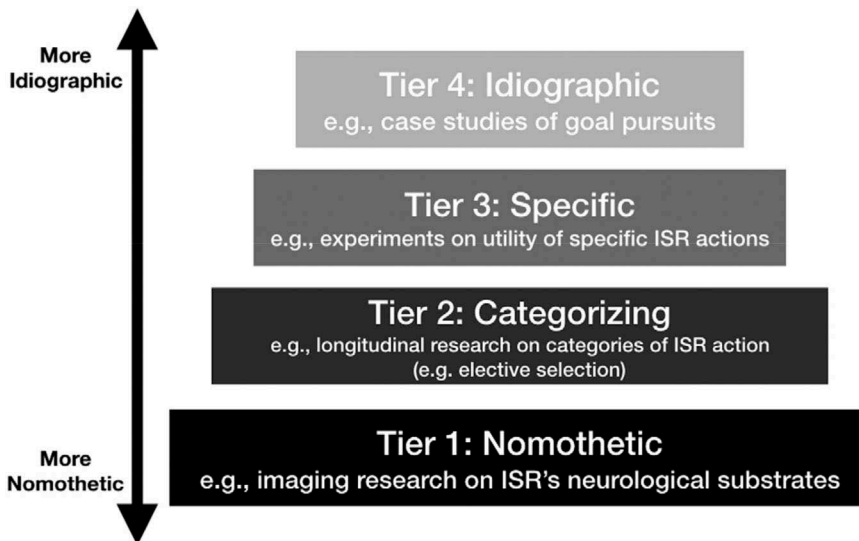 More
Idiographic
Tier 4: Idiographic
e.g., case studies of goal pursuits
Tier 3: Specific
e.g., experiments on utility of specific ISR actions
Tier 2: Categorizing
e.g., longitudinal research on categories of ISR action
(e.g. elective selection)
Tier 1: Nomothetic
e.g., imaging research on ISR's neurological substrates
More
Nomothetic